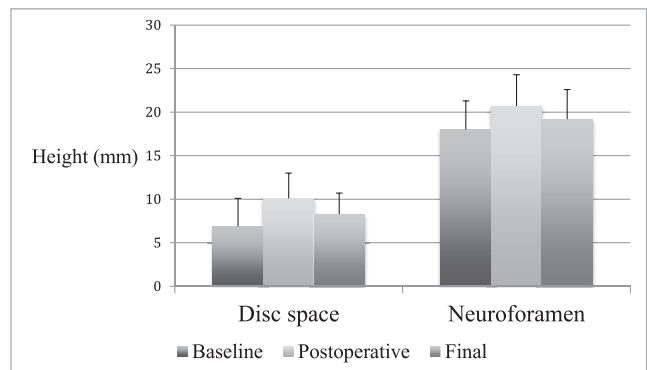 30
25
20
Height (mm) 15
10
5
0
Disc space Neuroforamen
Baseline Postoperative Final